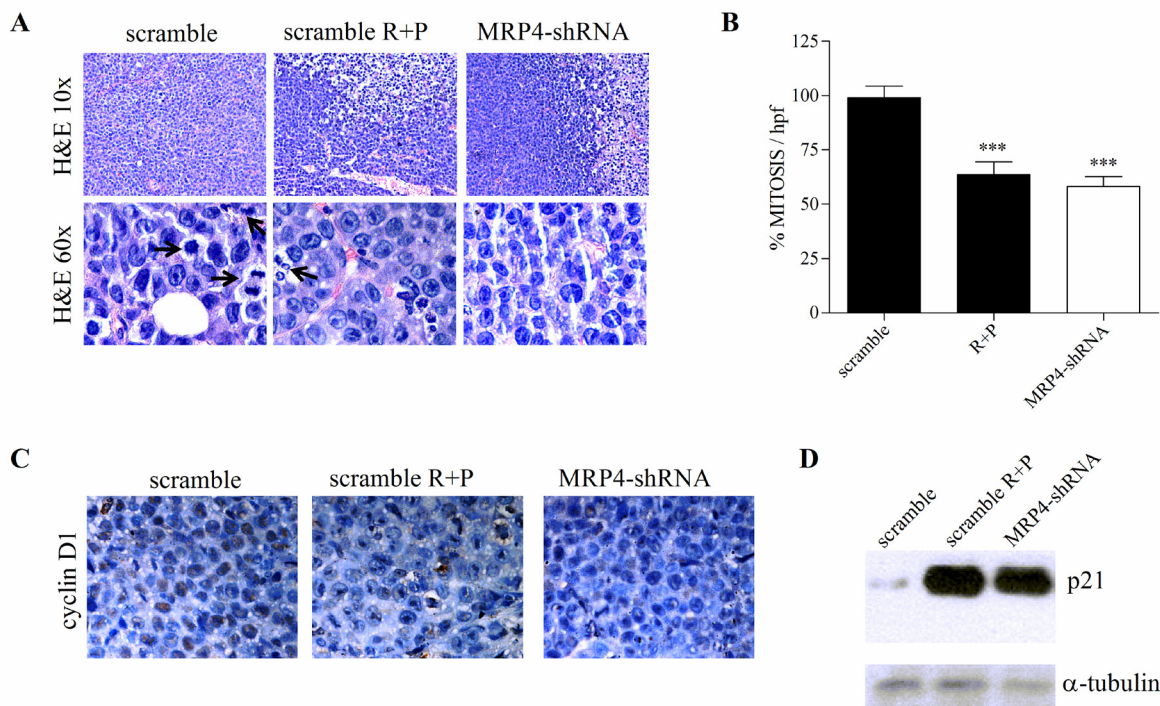 A
scramble
scramble R+P
MRP4-shRNA
H&E 10x
H&E 60x
B
% MITOSIS / hpf
125
100
75
50
25
0
***
***
scramble
R+P
MRP4-shRNA
C
scramble
scramble R+P
MRP4-shRNA
cyclin D1
D
scramble
scramble R+P
MRP4-shRNA
p21
α-tubulin